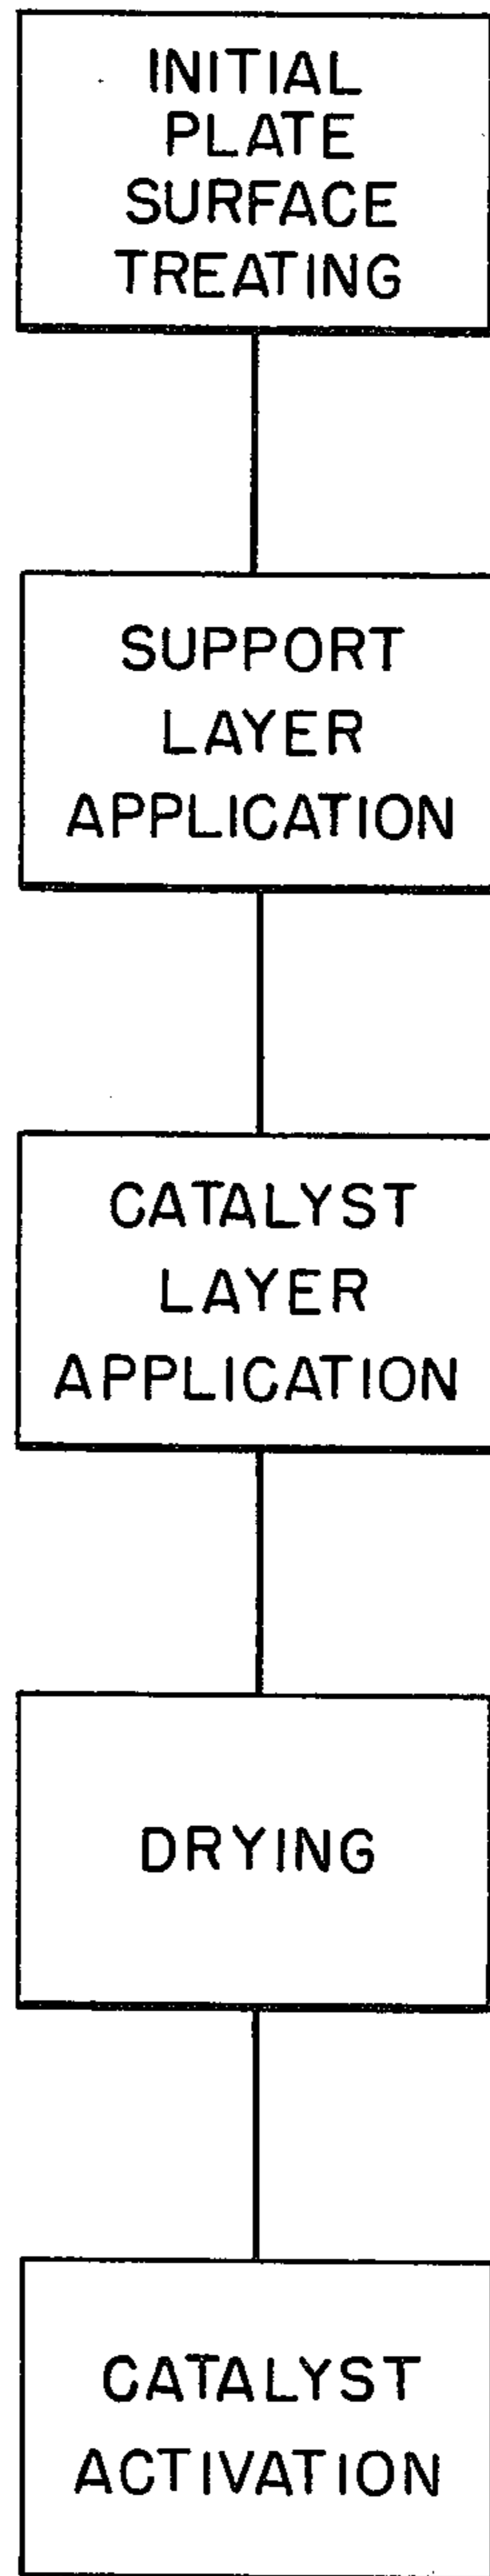 INITIAL
PLATE
SURFACE
TREATING
SUPPORT
LAYER
APPLICATION
CATALYST
LAYER
APPLICATION
DRYING
CATALYST
ACTIVATION